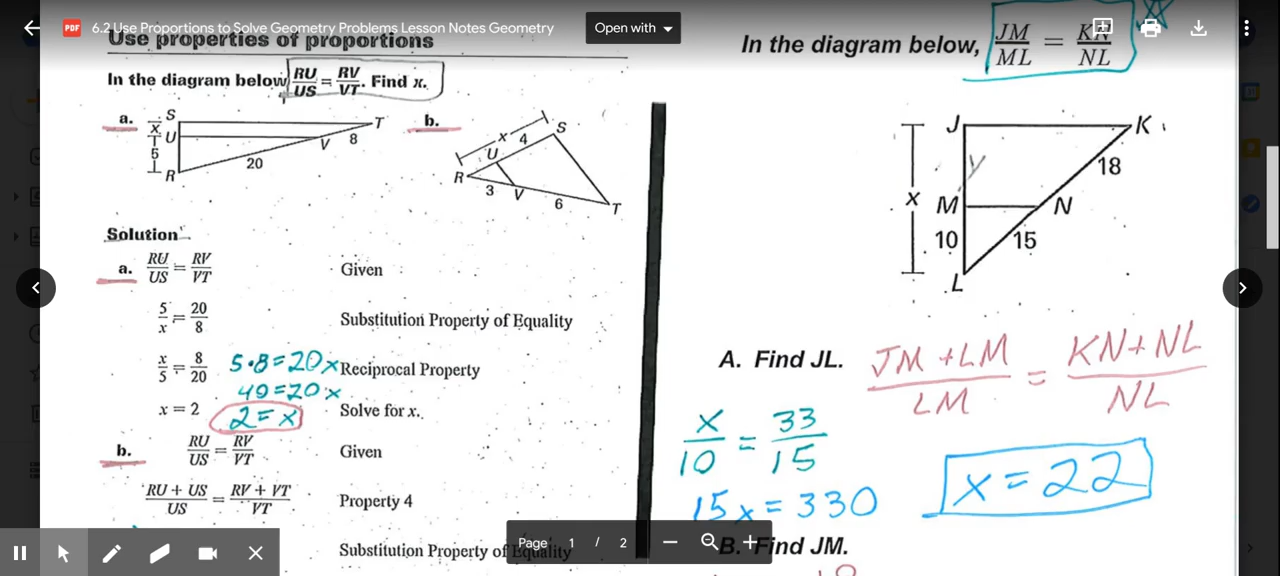 PDF 6.2 Use Proportions to Solve Geometry Problems Lesson Notes Geometry
Open with
Use properties of proportions
In the diagram below RU/US = RV/VT. Find x.
a.
S
x
U
5
R
20
V
8
T
b.
x
4
S
U
R
3
V
6
T
Solution
a. RU/US = RV/VT Given
5/x = 20/8 Substitution Property of Equality
x/5 = 8/20 5·8=20x Reciprocal Property
40=20x
x = 2 2=x Solve for x.
b. RU/US = RV/VT Given
RU + US/US = RV + VT/VT Property 4
Substitution Property of Equality
In the diagram below, JM/ML = KN/NL
J
K
y
18
x
M
N
10
15
L
A. Find JL. JM+LM/LM = KN+NL/NL
x/10 = 33/15
15x=330
x=22
B. Find JM.
Page 1 / 2